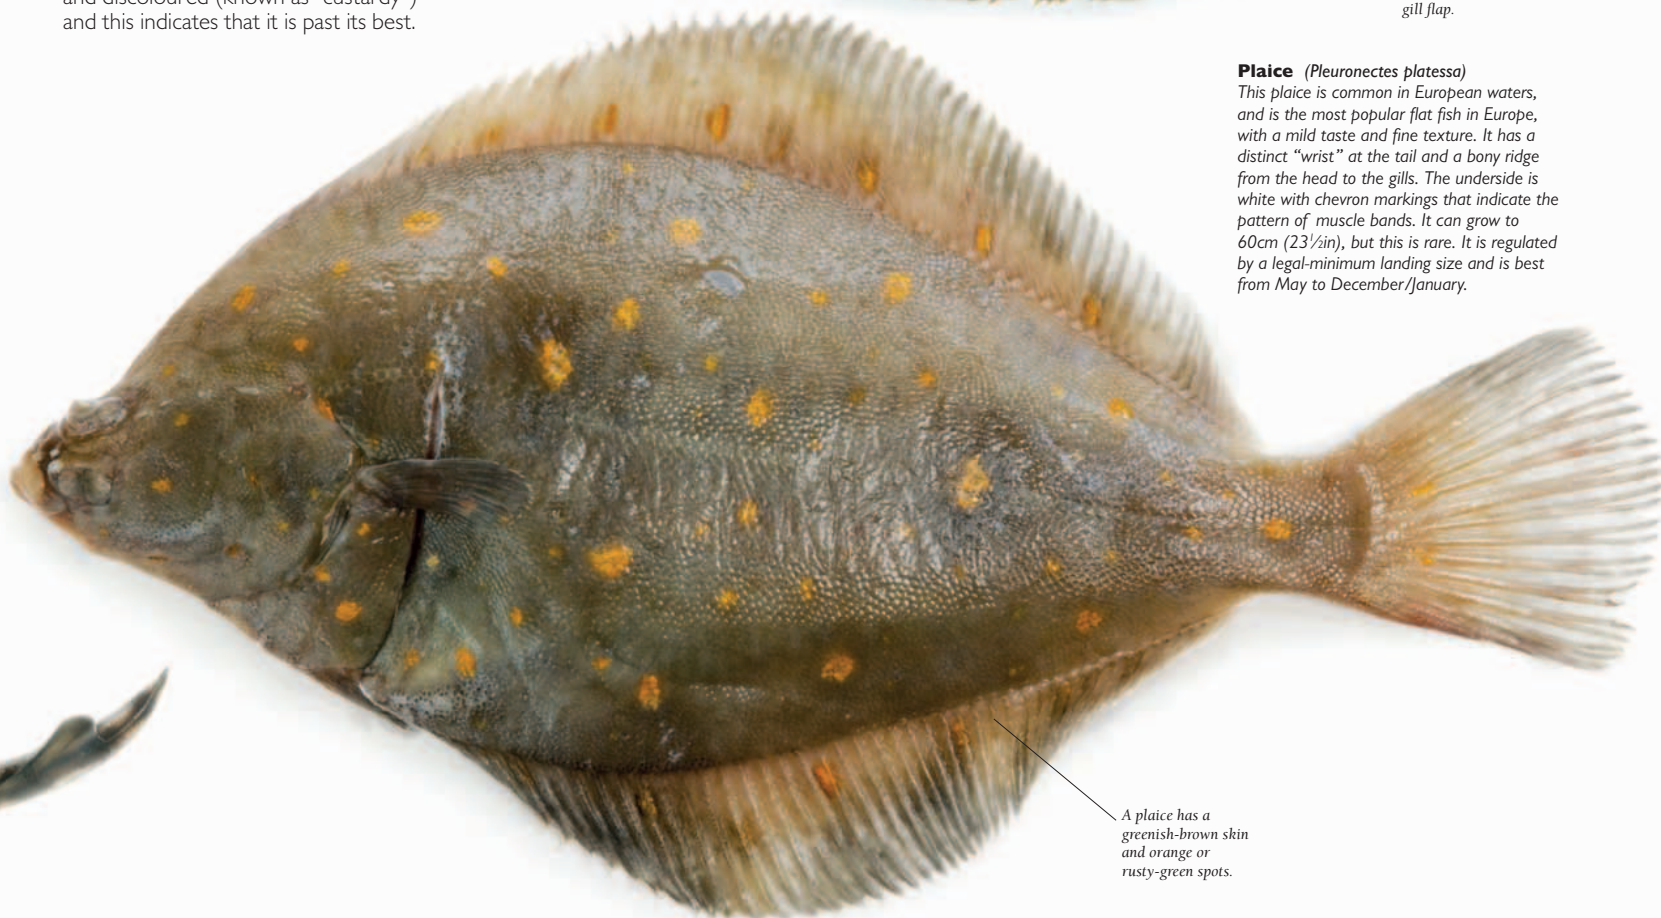 and discoloured (known as “custardy”)
and this indicates that it is past its best.
gill flap.
Plaice (Pleuronectes platessa)
This plaice is common in European waters,
and is the most popular flat fish in Europe,
with a mild taste and fine texture. It has a
distinct “wrist” at the tail and a bony ridge
from the head to the gills. The underside is
white with chevron markings that indicate the
pattern of muscle bands. It can grow to
60cm (23½in), but this is rare. It is regulated
by a legal-minimum landing size and is best
from May to December/January.
A plaice has a
greenish-brown skin
and orange or
rusty-green spots.